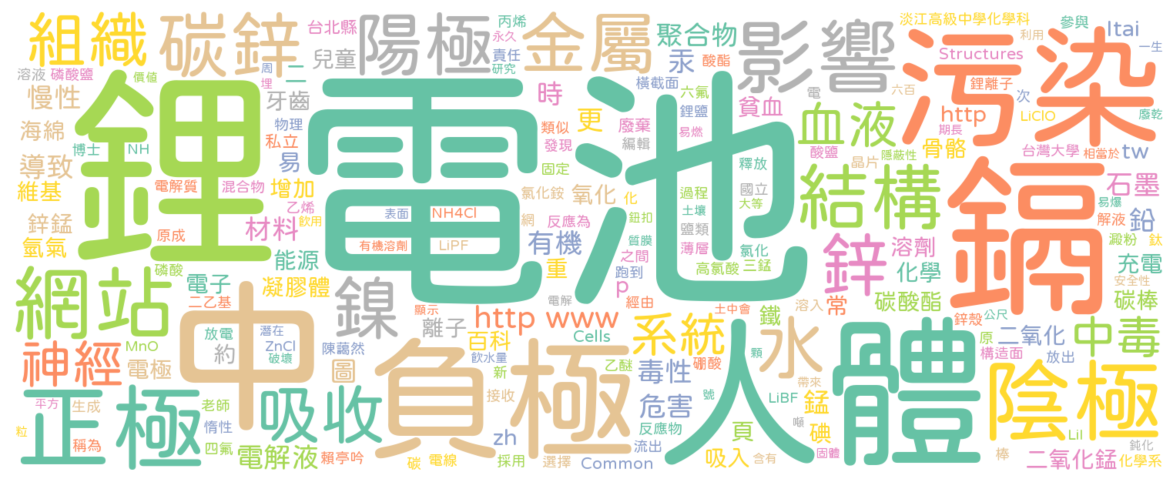 組織
碳鋅
台北縣
兒童
陽極
丙烯
永久
責任
研究
金屬
聚合物
汞
酸酯
影響
淡江高級中學化學科
利用
參與
Itai
一生
Structures
溶液
磷酸鹽
價值
周
埋
二
牙齒
時
橫截面
六氟
貧血
電
鋰離子
六百
次
LiClO
廢乾
污染
慢性
海綿
鋰
電池
物理
私立
類似
發現
更
廢棄
編輯
鋰鹽
易燃
血液
http
期長
骨骼
隱蔽性
台灣大學
相當於
tw
導致
博士
NH
易
固定
酸鹽
釋放
晶片
維基
電解質
混合物
增加
氯化銨
氧化
化
過程
國立
大等
結構
鎘
石墨
易爆
鋅錳
乙烯
飲用
表面
NH4Cl
網
鈕扣
土壤
鹽類
解液
鉛
氫氣
原成
材料
有機溶劑
LiPF
反應為
有機
質膜
薄層
氯化
鋅
溶劑
澱粉
鈦
能源
之間
高氯酸
三錳
化學
充電
安全性
網站
磷酸
電子
凝膠體
重
跑到
p
碳酸酯
碳棒
二乙基
中
鎳
顯示
電解
經由
土中會
溶入
常
鋅殼
公尺
放電
潛在
離子
http www
系統
鐵
水
二氧化
中毒
MnO
ZnCl
破壞
百科
Cells
原
神經
約
陳藹然
飲水量
乙醚
硼酸
顆
構造面
放出
電極
圖
負極
新
毒性
人體
帶來
陰極
正極
平方
生成
老師
吸收
接收
危害
號
LiBF
錳
LiI
粒
稱為
惰性
四氟
zh
反應物
流出
頁
噸
碘
棒
鈍化
電解液
賴亭吟
碳
電線
採用
選擇
Common
吸入
含有
固體
二氧化錳
化學系